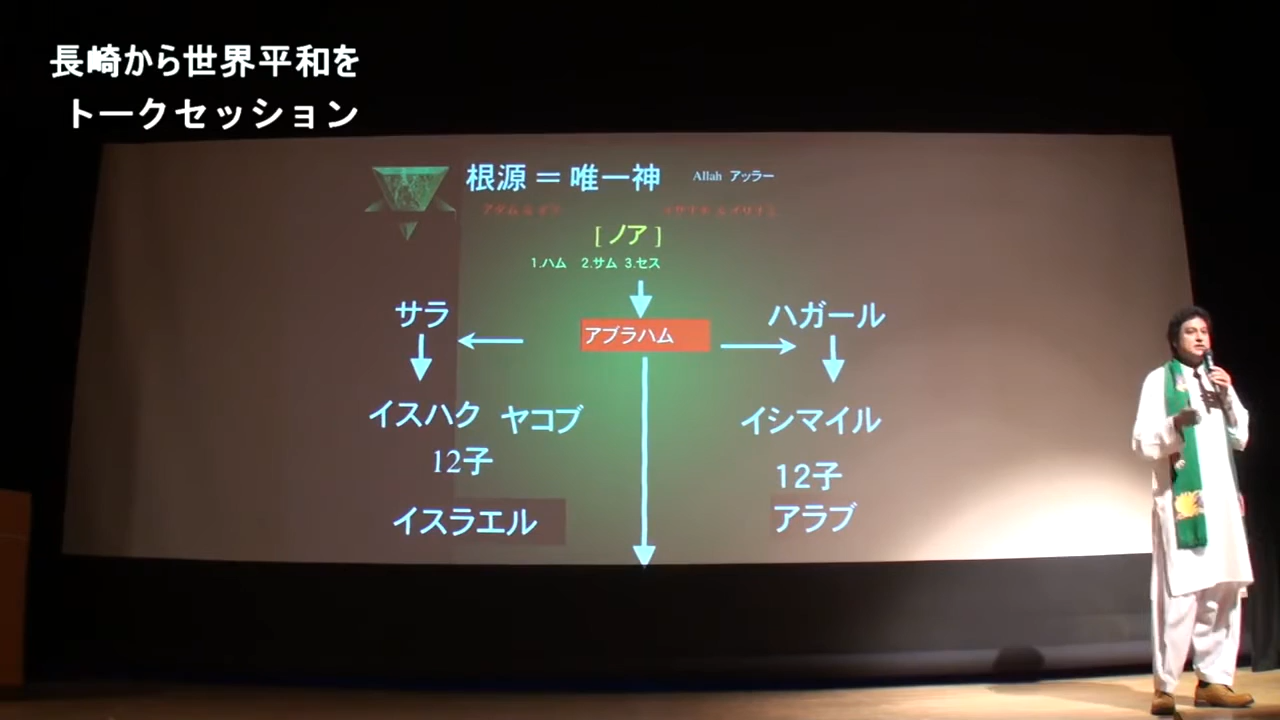 長崎から世界平和を
トークセッション
根源 = 唯一神 Allah アッラー
[ ノア ]
1.ハム 2.サム 3.セス
サラ
アブラハム
ハガール
イスハク ヤコブ
イシマイル
12子
12子
イスラエル
アラブ